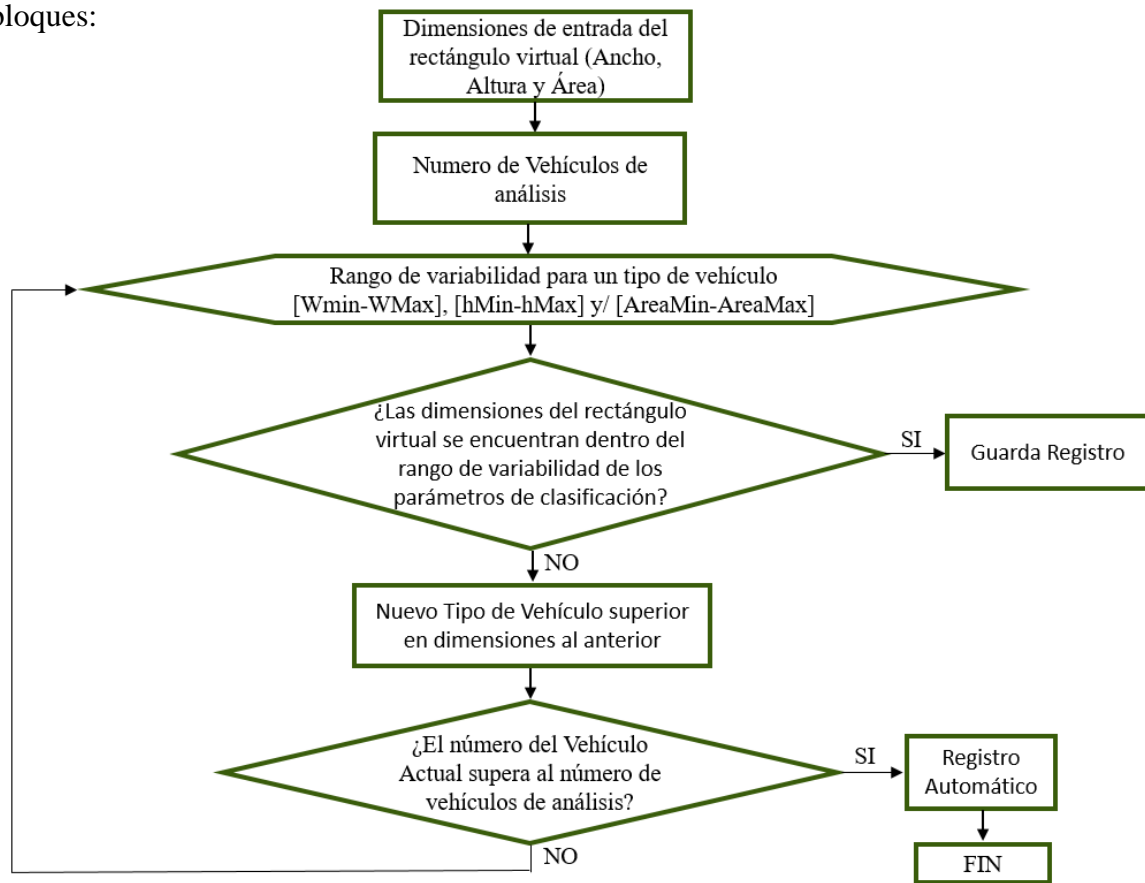 bloques:
Dimensiones de entrada del
rectángulo virtual (Ancho,
Altura y Área)
Numero de Vehículos de
análisis
Rango de variabilidad para un tipo de vehículo
[Wmin-WMax], [hMin-hMax] y/ [AreaMin-AreaMax]
¿Las dimensiones del rectángulo
virtual se encuentran dentro del
rango de variabilidad de los
parámetros de clasificación?
SI
Guarda Registro
NO
Nuevo Tipo de Vehículo superior
en dimensiones al anterior
¿El número del Vehículo
Actual supera al número de
vehículos de análisis?
SI
Registro
Automático
NO
FIN